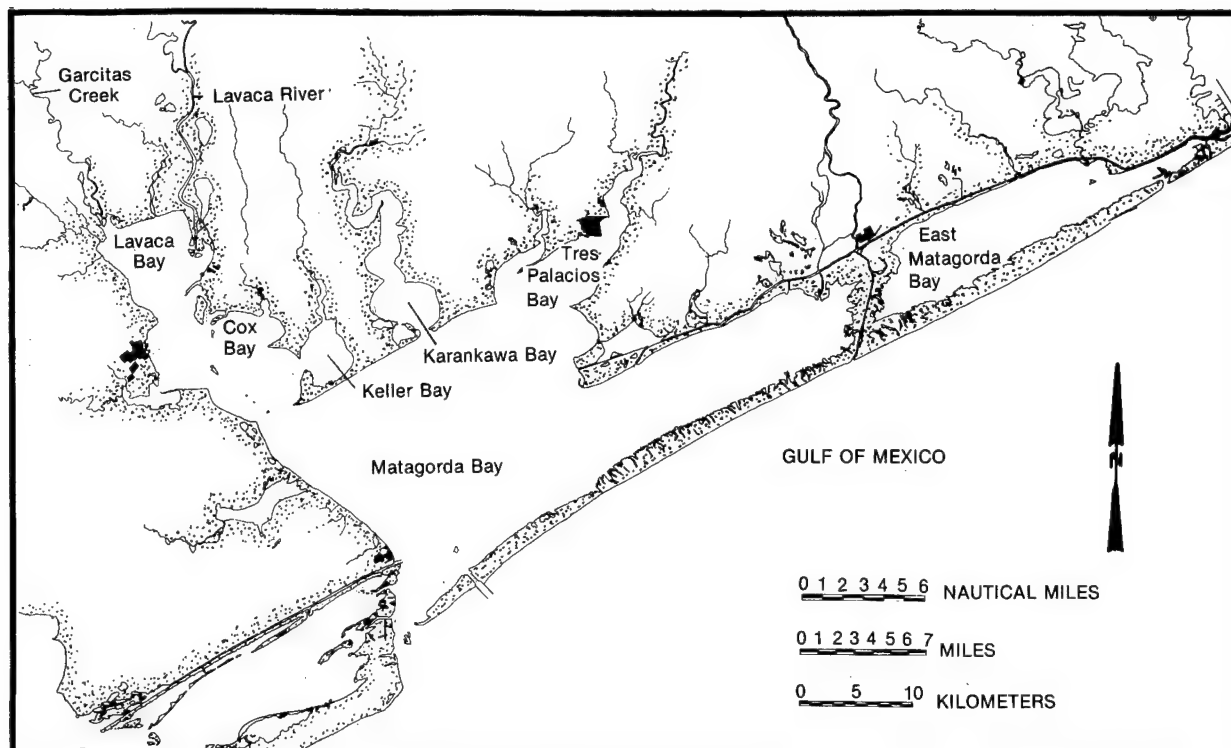 Garcitas
Creek
Lavaca River
Lavaca
Bay
Cox
Bay
Keller Bay
Karankawa Bay
Tres
Palacios
Bay
East
Matagorda
Bay
Matagorda Bay
GULF OF MEXICO
N
0 1 2 3 4 5 6
NAUTICAL MILES
0 1 2 3 4 5 6 7
MILES
0 5 10
KILOMETERS